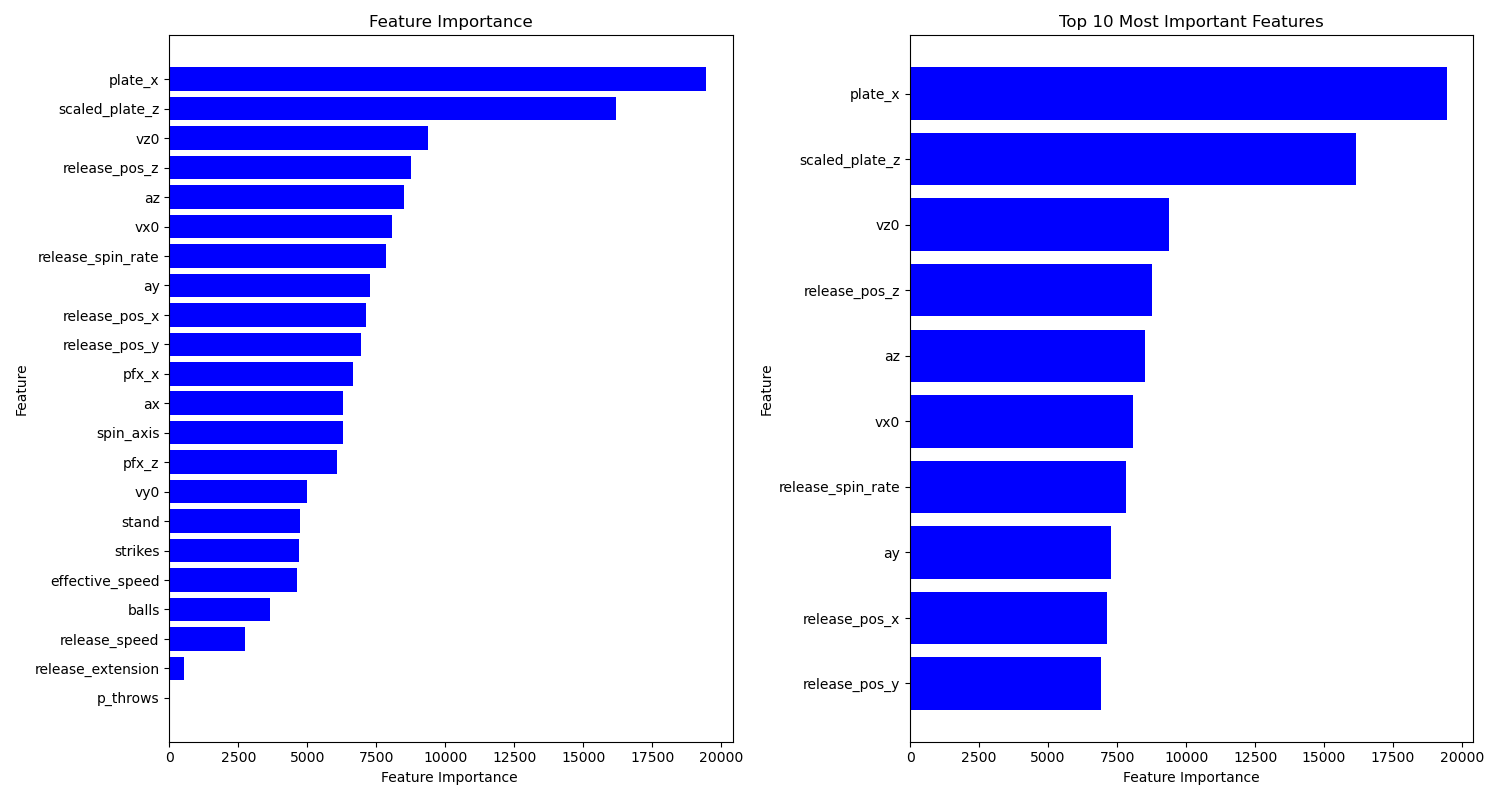 Feature Importance
Feature
plate_x
scaled_plate_z
vz0
release_pos_z
az
vx0
release_spin_rate
ay
release_pos_x
release_pos_y
pfx_x
ax
spin_axis
pfx_z
vy0
stand
strikes
effective_speed
balls
release_speed
release_extension
p_throws
0 2500 5000 7500 10000 12500 15000 17500 20000
Feature Importance
Top 10 Most Important Features
Feature
plate_x
scaled_plate_z
vz0
release_pos_z
az
vx0
release_spin_rate
ay
release_pos_x
release_pos_y
0 2500 5000 7500 10000 12500 15000 17500 20000
Feature Importance